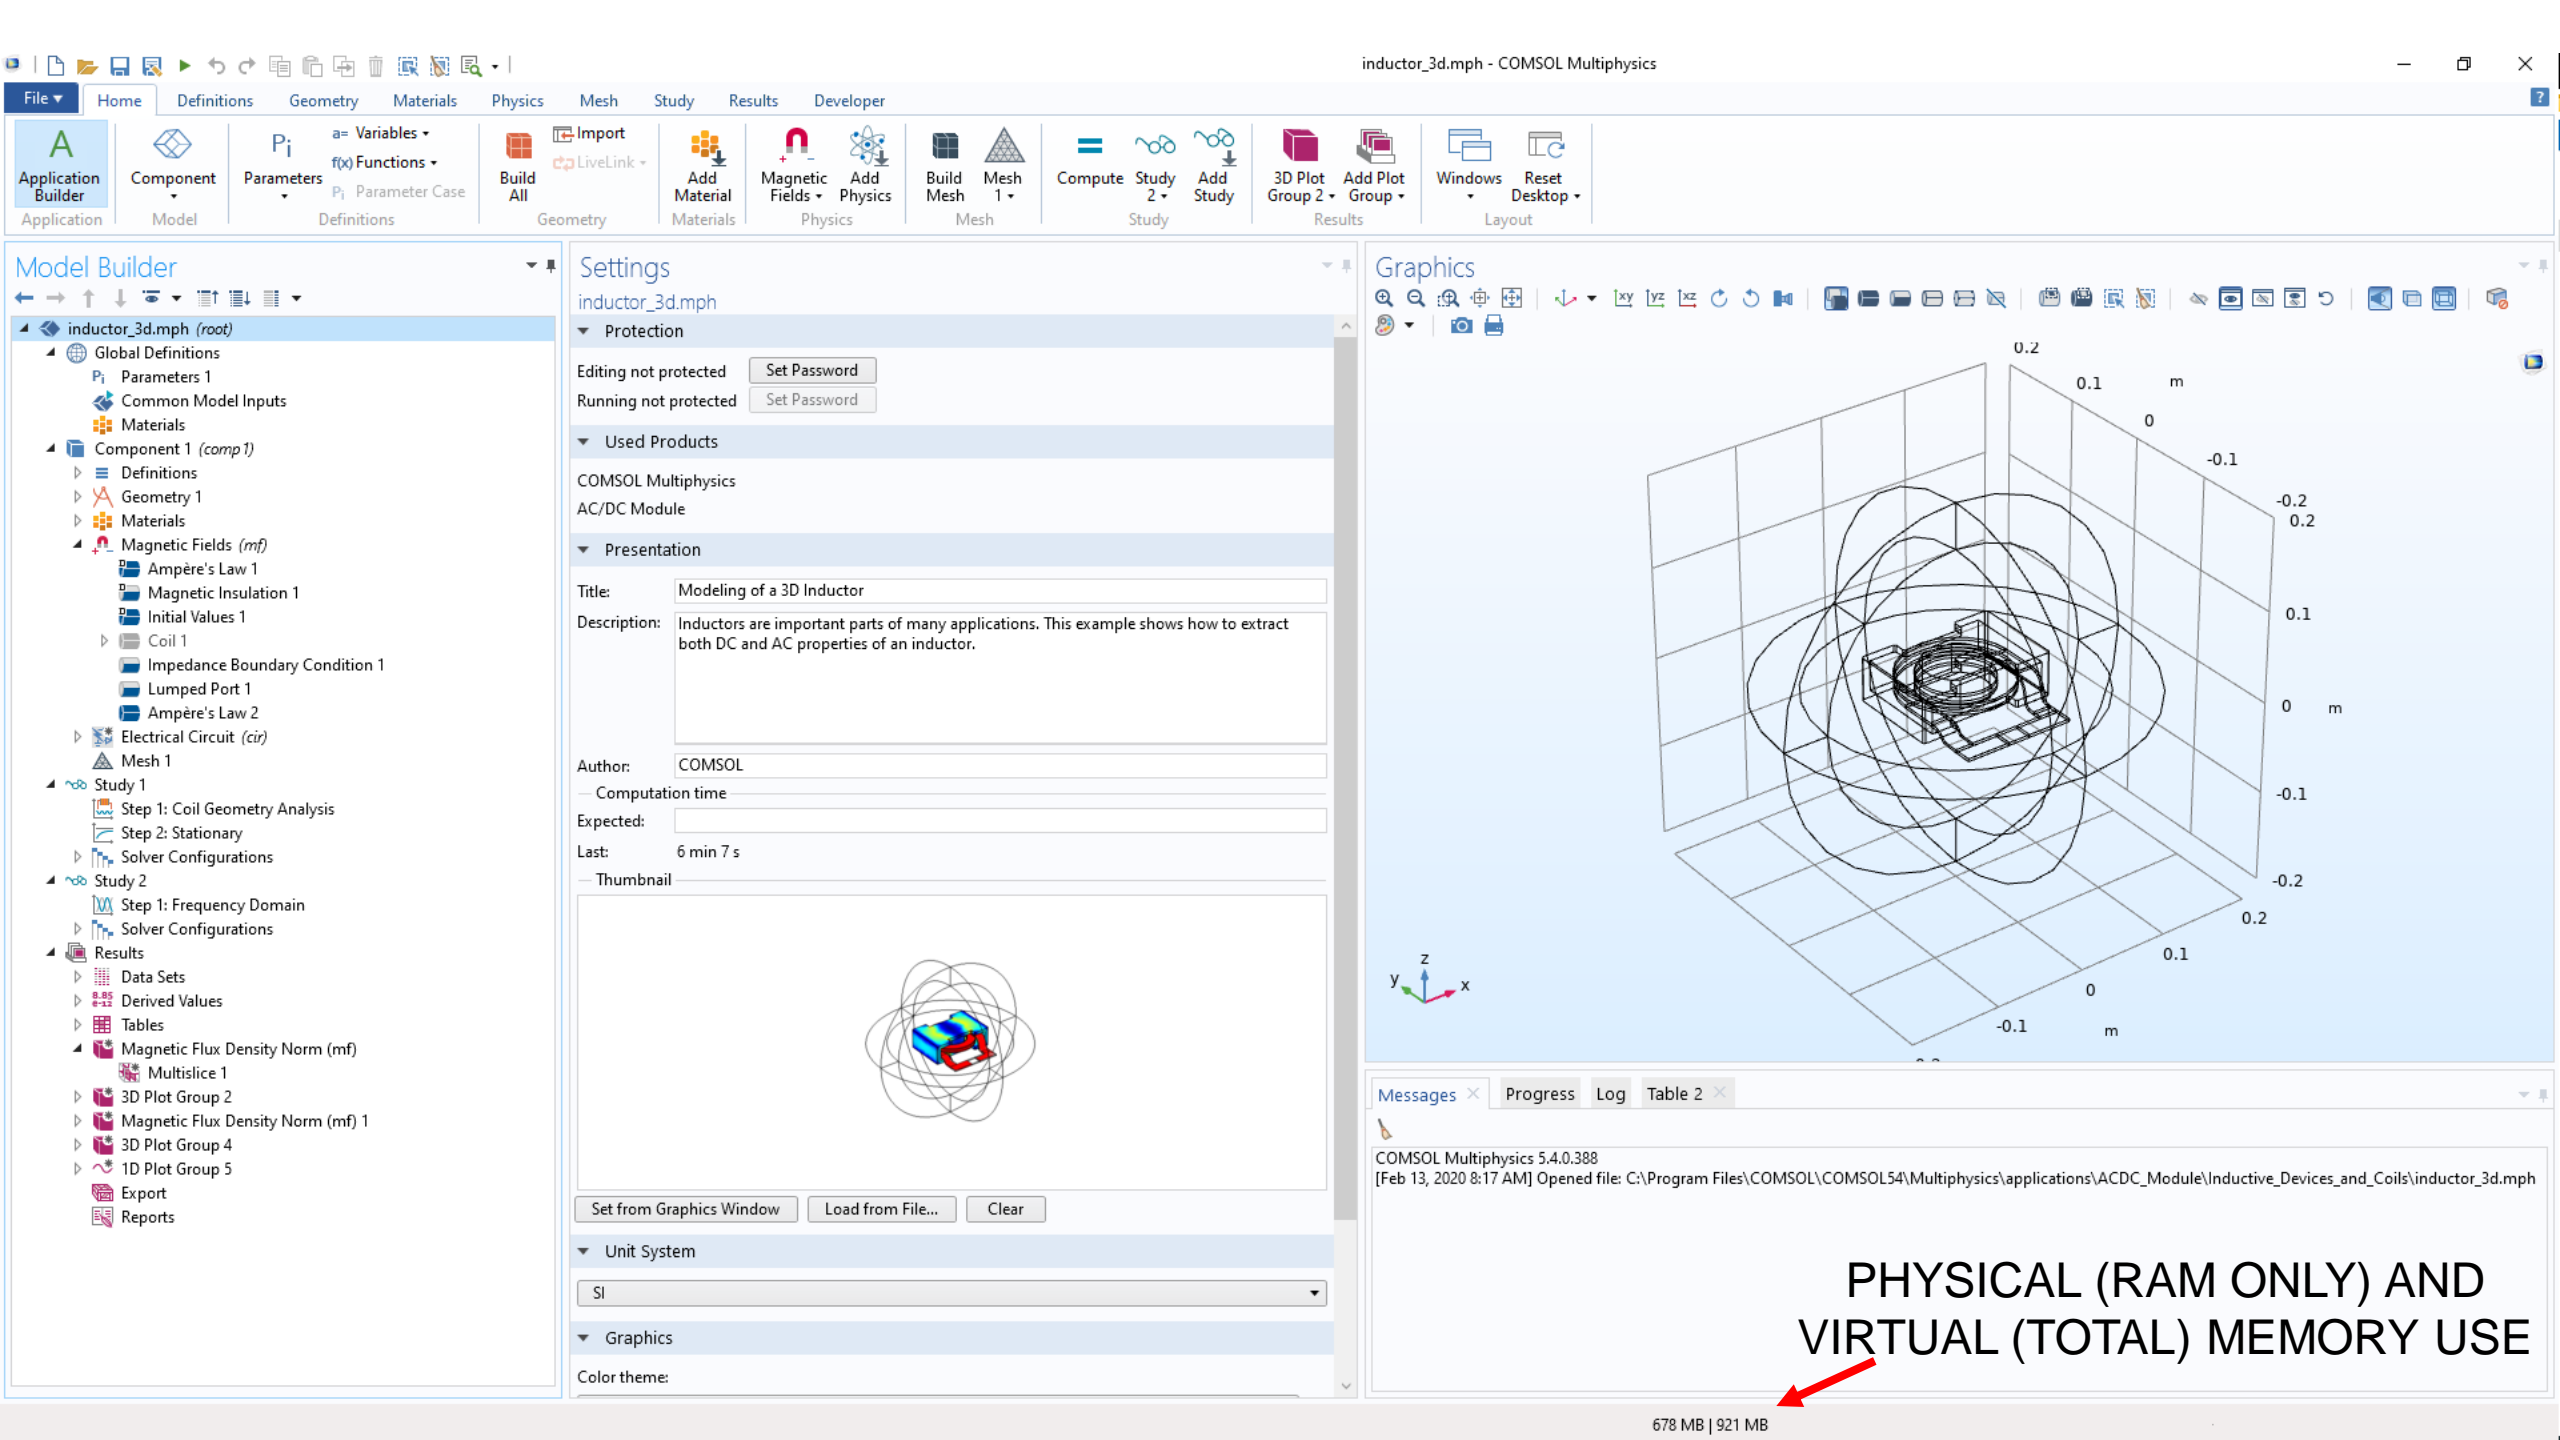 inductor_3d.mph - COMSOL Multiphysics
File Home Definitions Geometry Materials Physics Mesh Study Results Developer
Application Builder
Application
Component
Model
Pi
Parameters
a= Variables
f(x) Functions
Pi Parameter Case
Definitions
Build All
Import
LiveLink
Geometry
Add Material
Materials
Magnetic Fields
Add Physics
Physics
Build Mesh
Mesh 1
Mesh
Compute
Study 2
Add Study
Study
3D Plot Group 2
Add Plot Group
Results
Windows
Reset Desktop
Layout
Model Builder
inductor_3d.mph (root)
Global Definitions
Pi Parameters 1
Common Model Inputs
Materials
Component 1 (comp1)
Definitions
Geometry 1
Materials
Magnetic Fields (mf)
Ampère's Law 1
Magnetic Insulation 1
Initial Values 1
Coil 1
Impedance Boundary Condition 1
Lumped Port 1
Ampère's Law 2
Electrical Circuit (cir)
Mesh 1
Study 1
Step 1: Coil Geometry Analysis
Step 2: Stationary
Solver Configurations
Study 2
Step 1: Frequency Domain
Solver Configurations
Results
Data Sets
8.85 e-12 Derived Values
Tables
Magnetic Flux Density Norm (mf)
Multislice 1
3D Plot Group 2
Magnetic Flux Density Norm (mf) 1
3D Plot Group 4
1D Plot Group 5
Export
Reports
Settings
inductor_3d.mph
Protection
Editing not protected Set Password
Running not protected Set Password
Used Products
COMSOL Multiphysics
AC/DC Module
Presentation
Title: Modeling of a 3D Inductor
Description: Inductors are important parts of many applications. This example shows how to extract
both DC and AC properties of an inductor.
Author: COMSOL
Computation time
Expected:
Last: 6 min 7 s
Thumbnail
Set from Graphics Window Load from File... Clear
Unit System
SI
Graphics
Color theme:
Graphics
xy yz xz
0.2
0.1 m
0
-0.1
-0.2
0.2
0.1
0 m
-0.1
-0.2
0.2
0.1
0
-0.1 m
z
y x
Messages Progress Log Table 2
COMSOL Multiphysics 5.4.0.388
[Feb 13, 2020 8:17 AM] Opened file: C:\Program Files\COMSOL\COMSOL54\Multiphysics\applications\ACDC_Module\Inductive_Devices_and_Coils\inductor_3d.mph
PHYSICAL (RAM ONLY) AND
VIRTUAL (TOTAL) MEMORY USE
678 MB | 921 MB